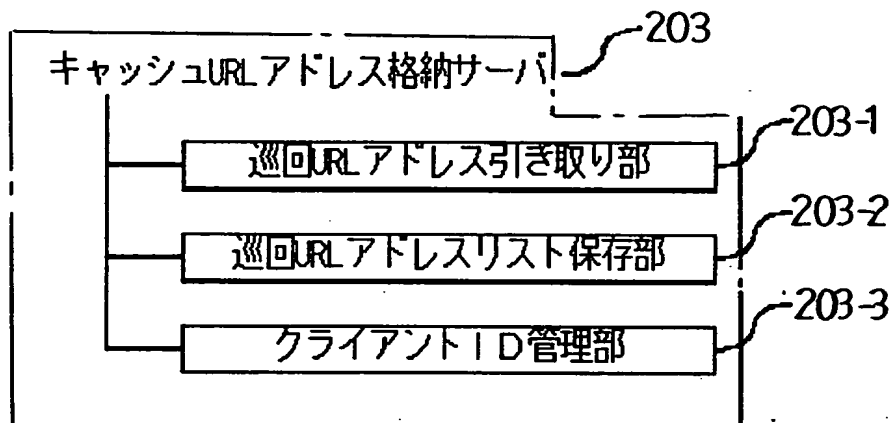 203
キャッシュURLアドレス格納サーバ
203-1
巡回URLアドレス引き取り部
203-2
巡回URLアドレスリスト保存部
203-3
クライアントID管理部